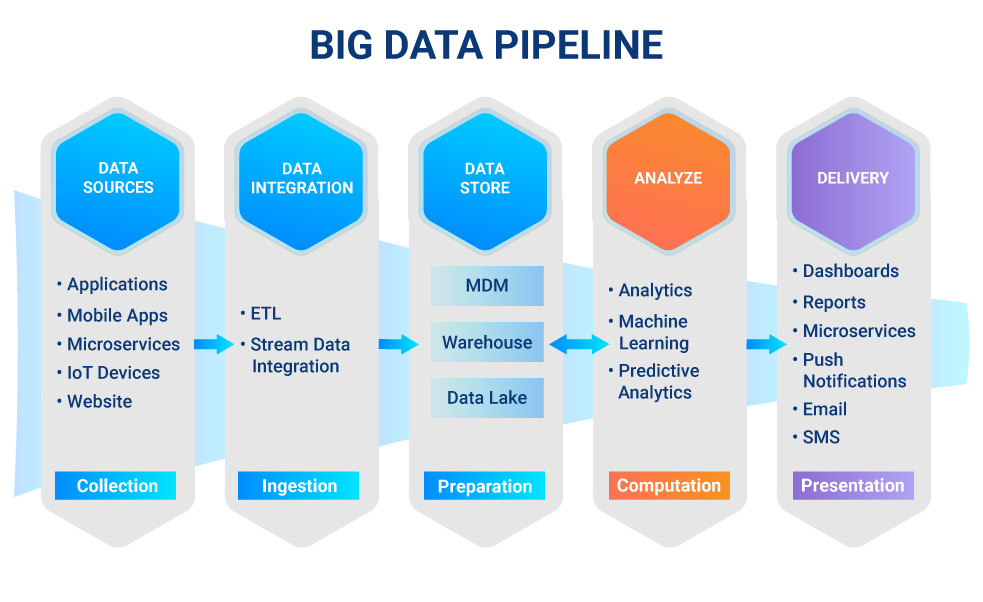 BIG DATA PIPELINE
DATA
SOURCES
• Applications
• Mobile Apps
• Microservices
• IoT Devices
• Website
Collection
DATA
INTEGRATION
• ETL
• Stream Data
Integration
Ingestion
DATA
STORE
MDM
Warehouse
Data Lake
Preparation
ANALYZE
• Analytics
• Machine
Learning
• Predictive
Analytics
Computation
DELIVERY
• Dashboards
• Reports
• Microservices
• Push
Notifications
• Email
• SMS
Presentation